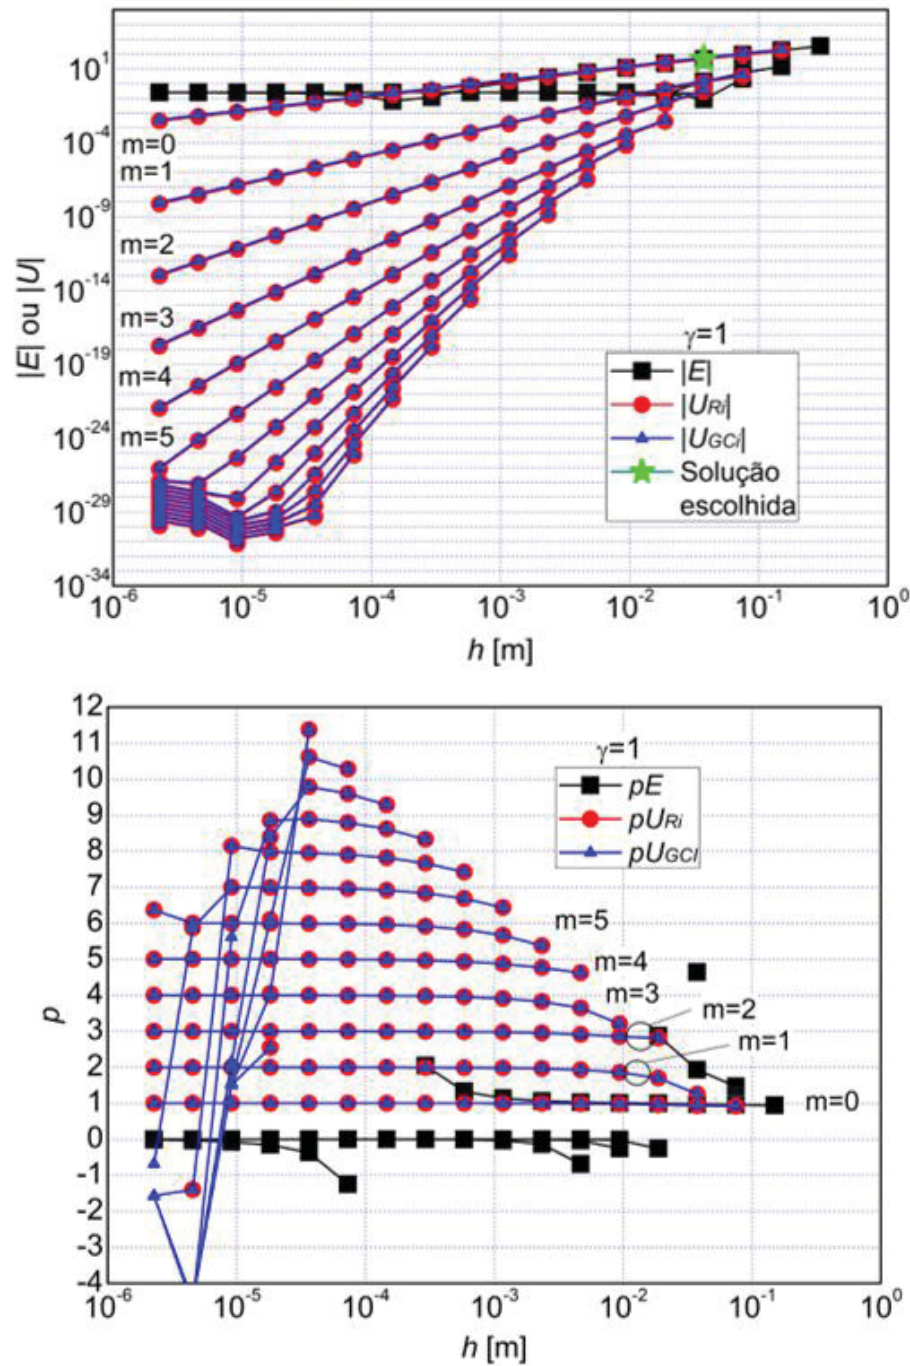 10^1
10^-4
10^-9
10^-14
10^-19
10^-24
10^-29
10^-34
|E| ou |U|
m=0
m=1
m=2
m=3
m=4
m=5
γ=1
|E|
|U_Ri|
|U_GCI|
Solução
escolhida
10^-6 10^-5 10^-4 10^-3 10^-2 10^-1 10^0
h [m]
12
11
10
9
8
7
6
5
4
3
2
1
0
-1
-2
-3
-4
p
γ=1
pE
pU_Ri
pU_GCI
m=5
m=4
m=3
m=2
m=1
m=0
10^-6 10^-5 10^-4 10^-3 10^-2 10^-1 10^0
h [m]